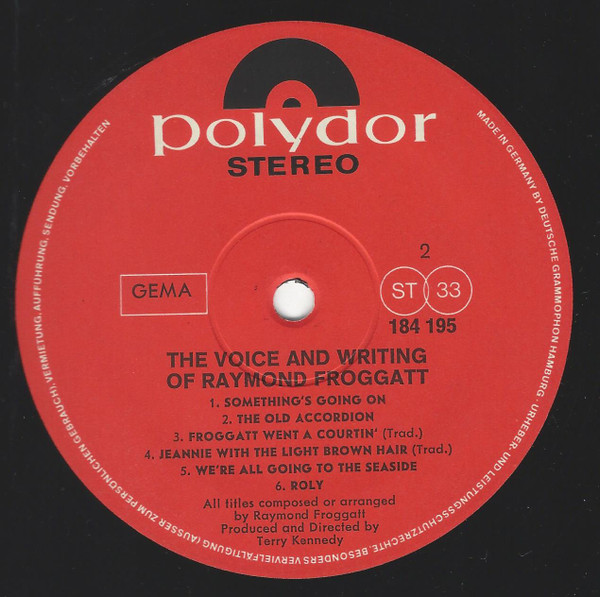 polydor
STEREO
2
GEMA
ST 33
184 195
THE VOICE AND WRITING
OF RAYMOND FROGGATT
1. SOMETHING'S GOING ON
2. THE OLD ACCORDION
3. FROGGATT WENT A COURTIN' (Trad.)
4. JEANNIE WITH THE LIGHT BROWN HAIR (Trad.)
5. WE'RE ALL GOING TO THE SEASIDE
6. ROLY
All titles composed or arranged
by Raymond Froggatt
Produced and Directed by
Terry Kennedy
MADE IN GERMANY BY DEUTSCHE GRAMMOPHON HAMBURG · URHEBER- UND LEISTUNGSSCHUTZRECHTE, BESONDERS VERVIELFÄLTIGUNG (AUSSER ZUM PERSÖNLICHEN GEBRAUCH), VERMIETUNG, AUFFÜHRUNG, SENDUNG, VORBEHALTEN